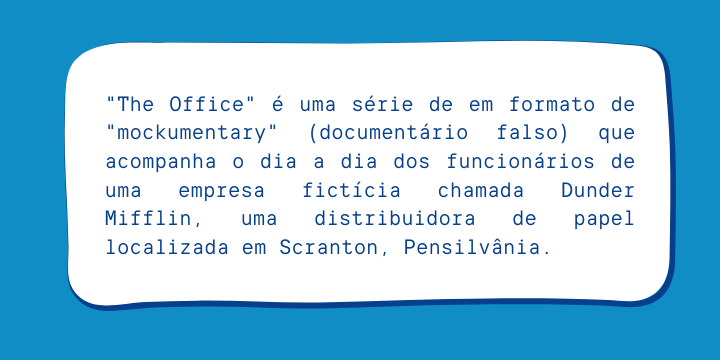 "The Office" é uma série de em formato de
"mockumentary" (documentário falso) que
acompanha o dia a dia dos funcionários de
uma empresa fictícia chamada Dunder
Mifflin, uma distribuidora de papel
localizada em Scranton, Pensilvânia.